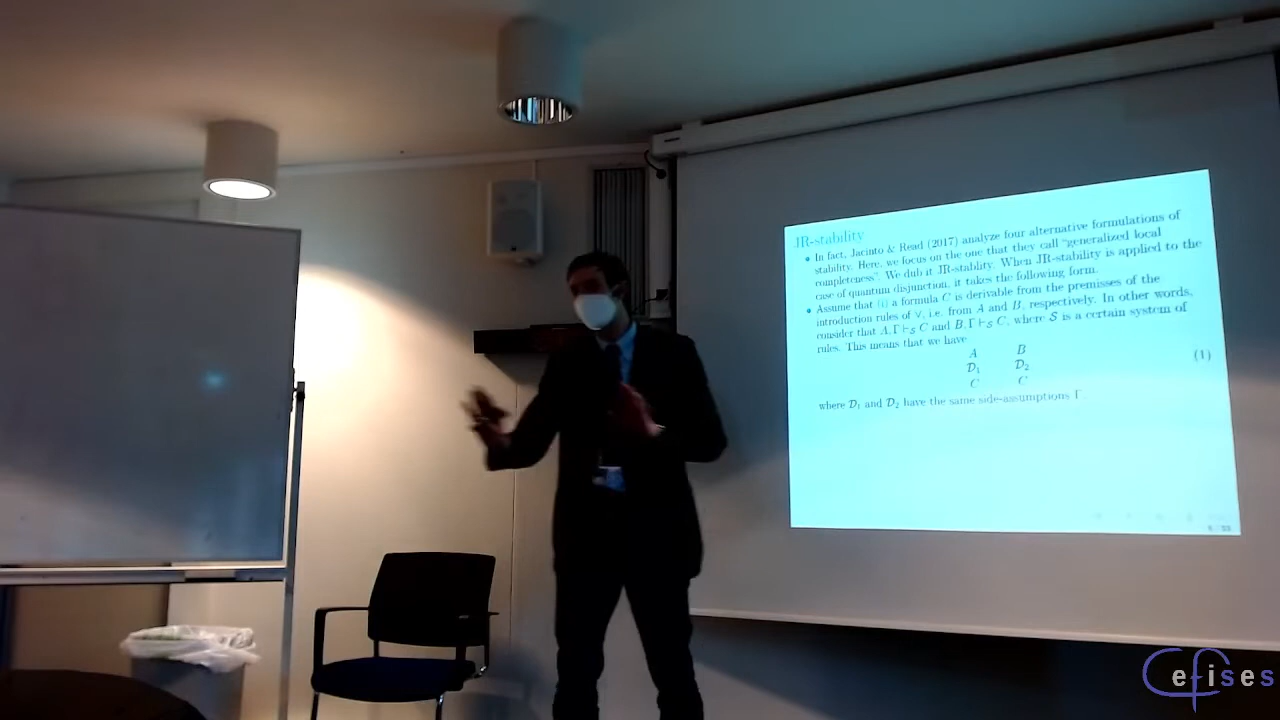 JR-stability
• In fact, Jacinto & Read (2017) analyze four alternative formulations of
stability. Here, we focus on the one that they call "generalized local
completeness". We dub it JR-stablity. When JR-stability is applied to the
case of quantum disjunction, it takes the following form.
• Assume that (i) a formula C is derivable from the premisses of the
introduction rules of ∨, i.e. from A and B, respectively. In other words,
consider that A, Γ ⊢S C and B, Γ ⊢S C, where S is a certain system of
rules. This means that we have
A B
D1 D2 (1)
C C
where D1 and D2 have the same side-assumptions Γ.
efises